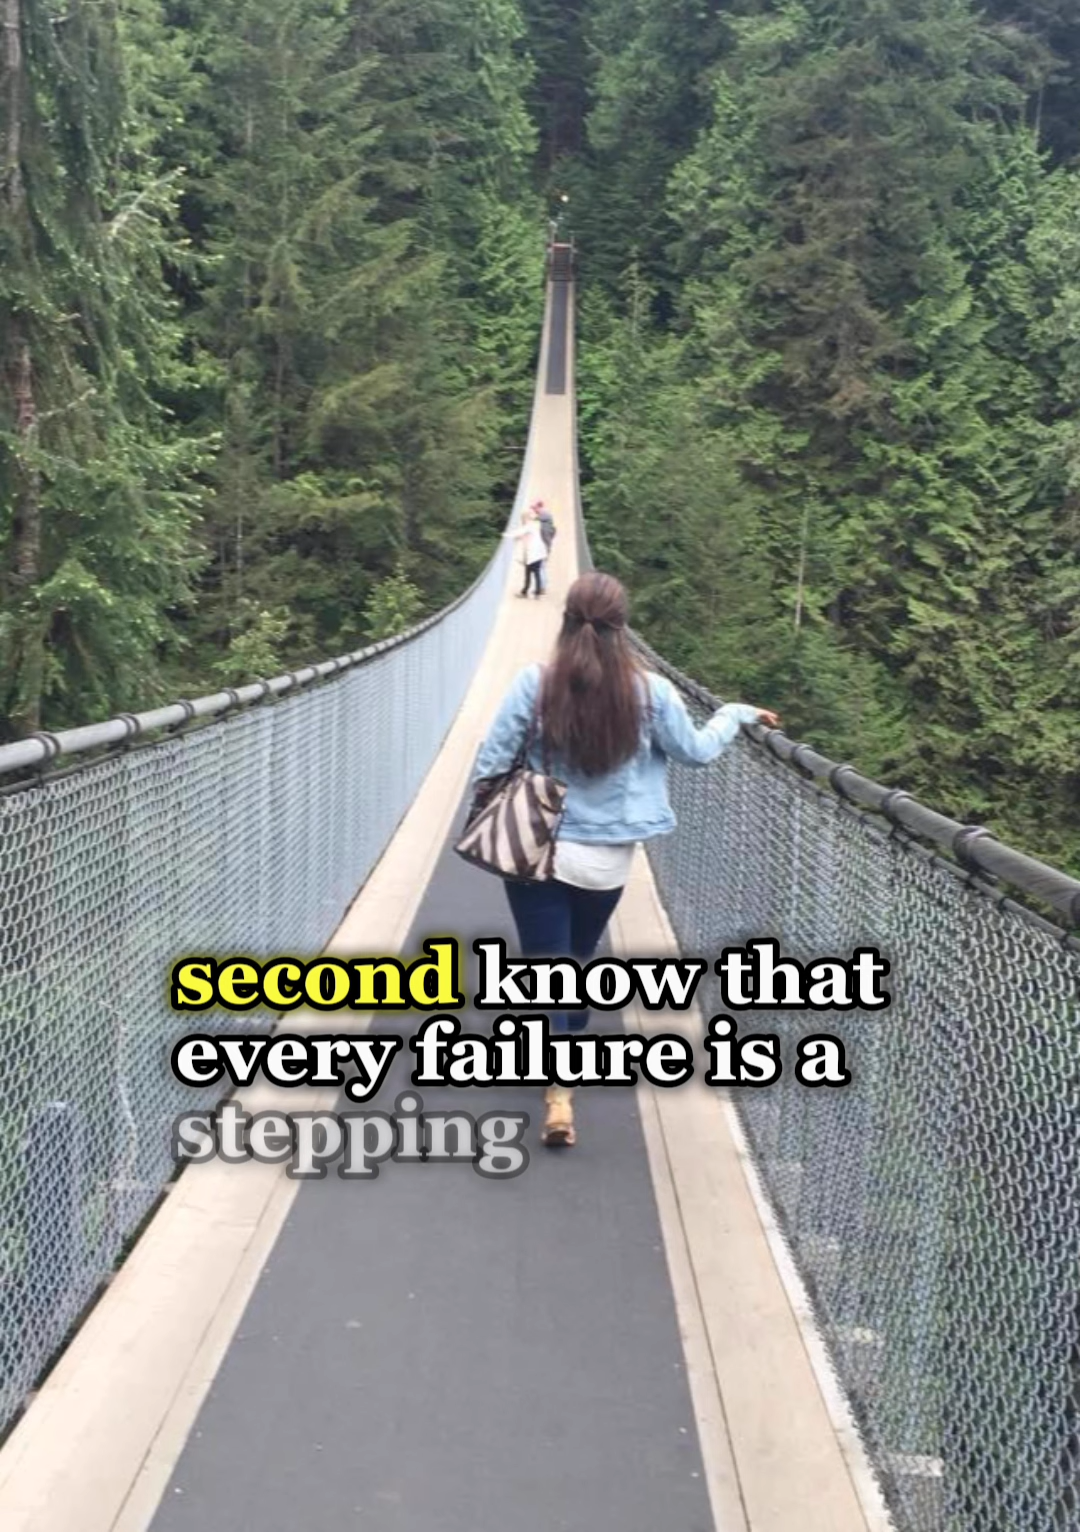 second know that
every failure is a
stepping